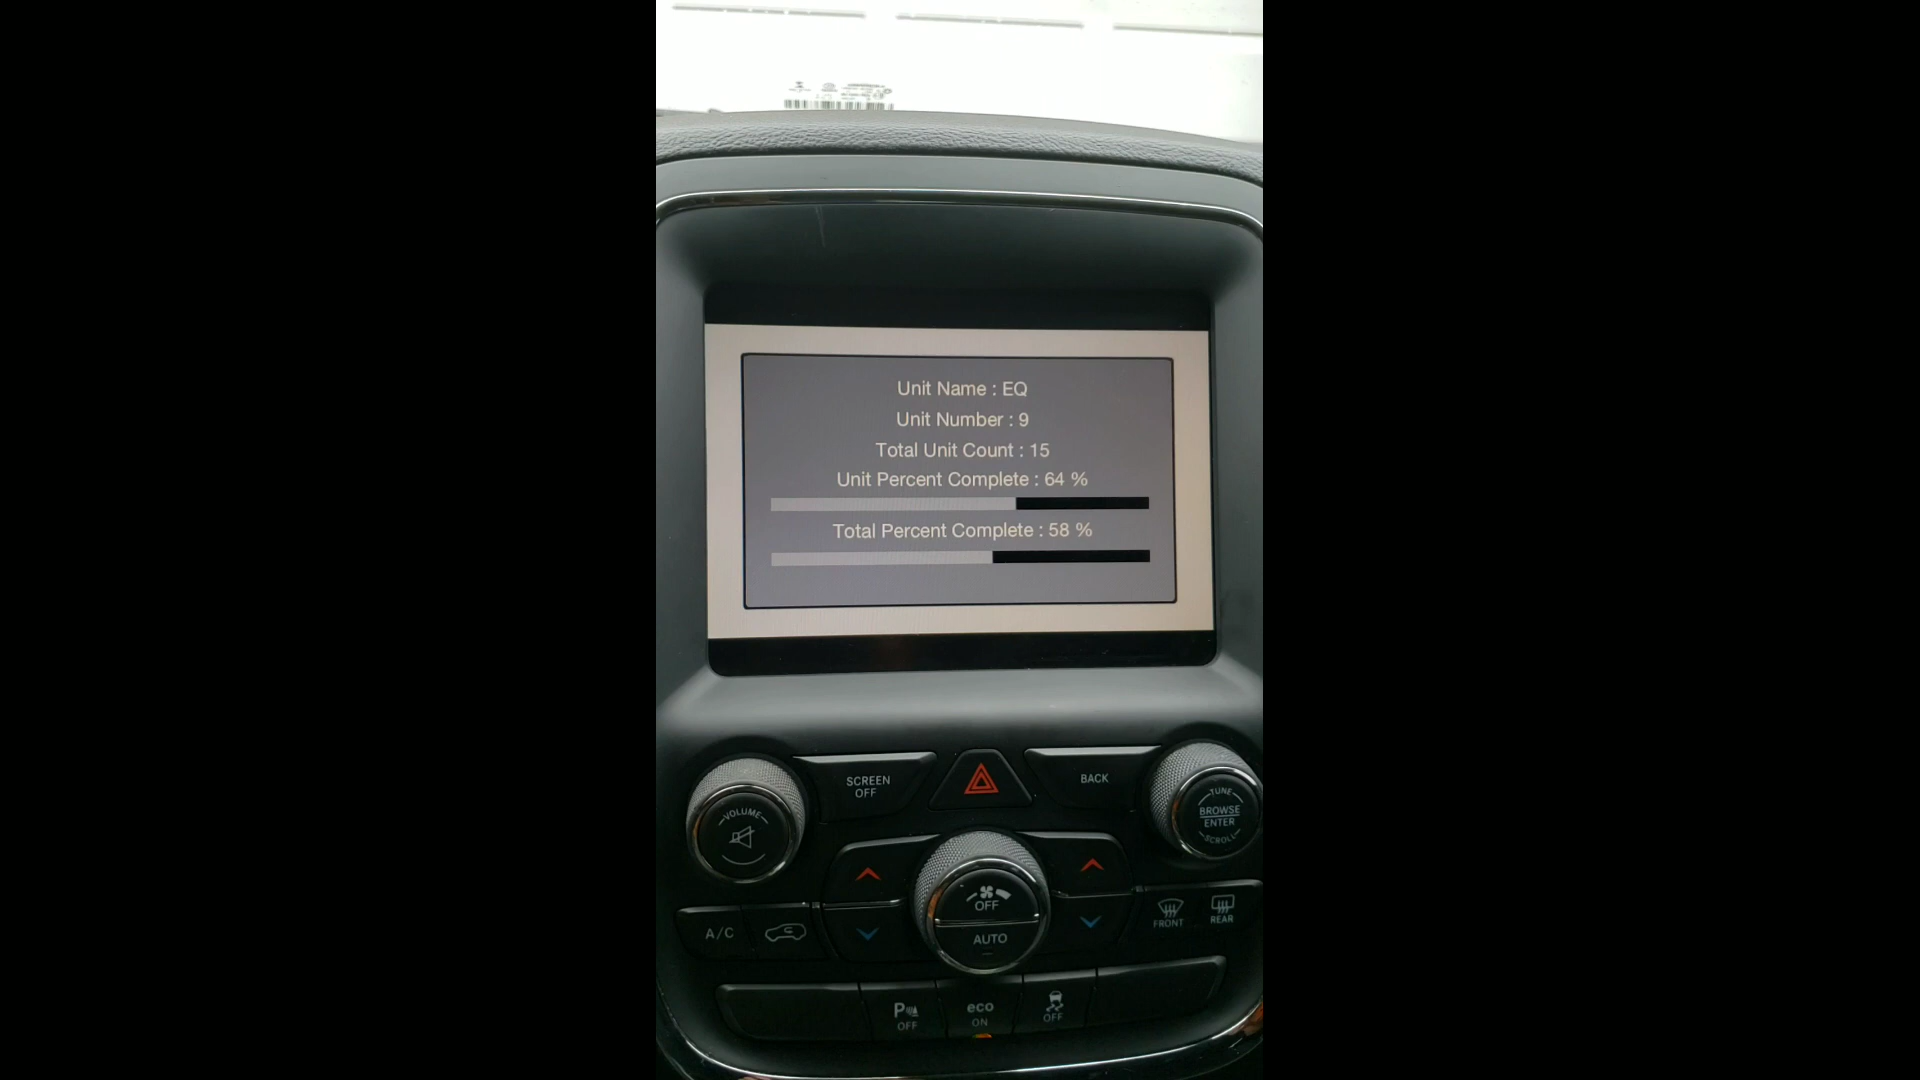 Unit Name : EQ
Unit Number : 9
Total Unit Count : 15
Unit Percent Complete : 64 %
Total Percent Complete : 58 %
SCREEN
OFF
BACK
VOLUME
TUNE
BROWSE
ENTER
SCROLL
OFF
AUTO
A/C
FRONT
REAR
P
OFF
eco
ON
OFF